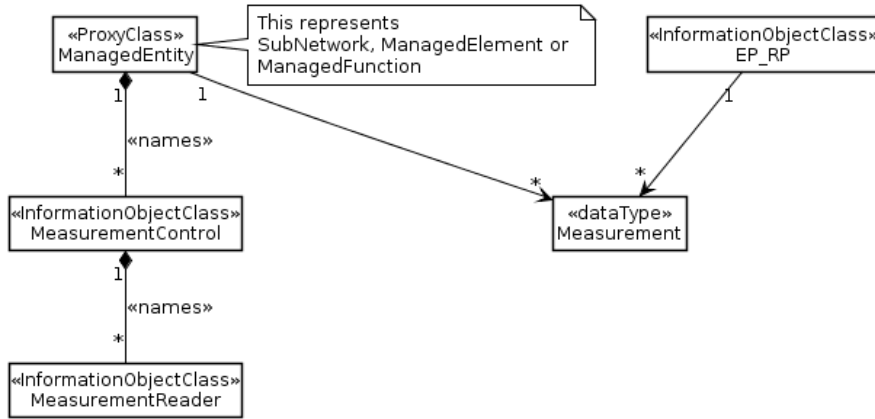 «ProxyClass»
ManagedEntity
This represents
SubNetwork, ManagedElement or
ManagedFunction
«InformationObjectClass»
EP_RP
1
1
1
«names»
*
*
*
«InformationObjectClass»
MeasurementControl
«dataType»
Measurement
1
«names»
*
«InformationObjectClass»
MeasurementReader